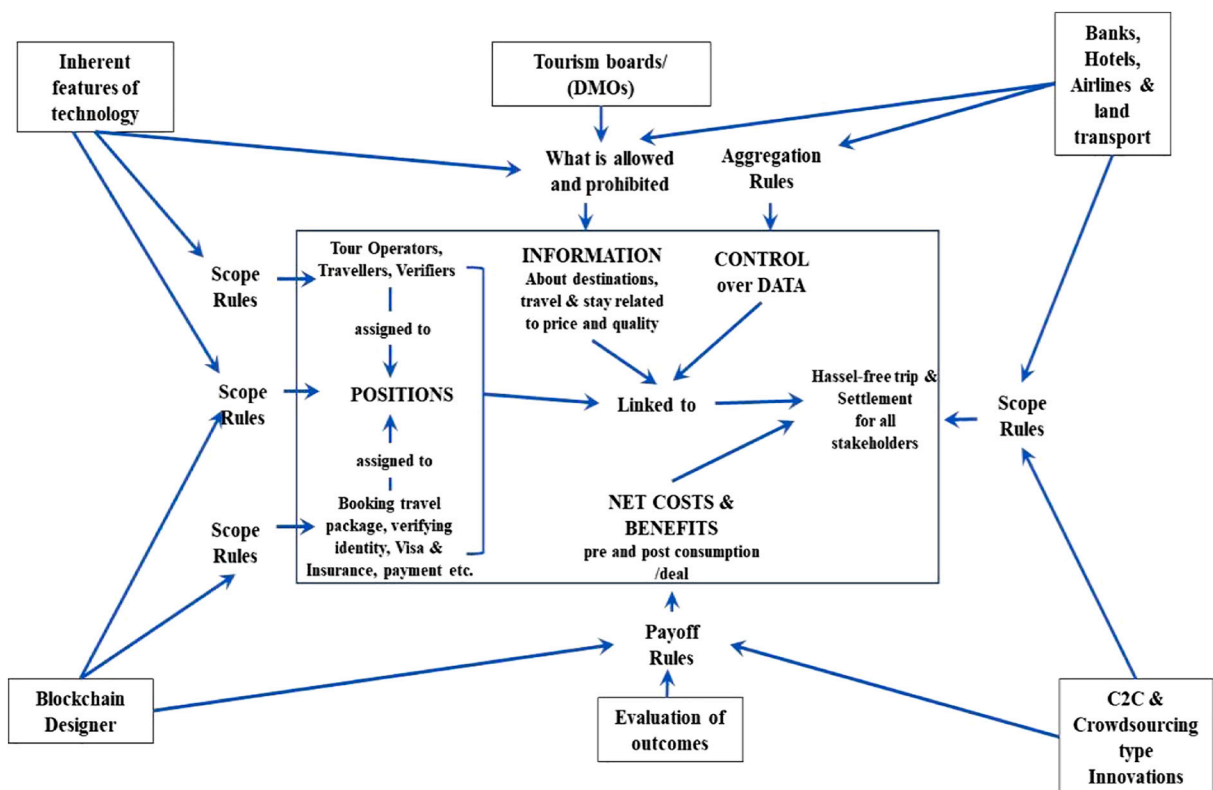 Inherent
features of
technology
Tourism boards/
(DMOs)
Banks,
Hotels,
Airlines &
land
transport
What is allowed
and prohibited
Aggregation
Rules
Scope
Rules
Tour Operators,
Travellers, Verifiers
assigned to
INFORMATION
About destinations,
travel & stay related
to price and quality
CONTROL
over DATA
Scope
Rules
POSITIONS
Linked to
Hassel-free trip &
Settlement
for all
stakeholders
Scope
Rules
assigned to
Scope
Rules
Booking travel
package, verifying
identity, Visa &
Insurance, payment etc.
NET COSTS &
BENEFITS
pre and post consumption
/deal
Payoff
Rules
Blockchain
Designer
Evaluation of
outcomes
C2C &
Crowdsourcing
type
Innovations